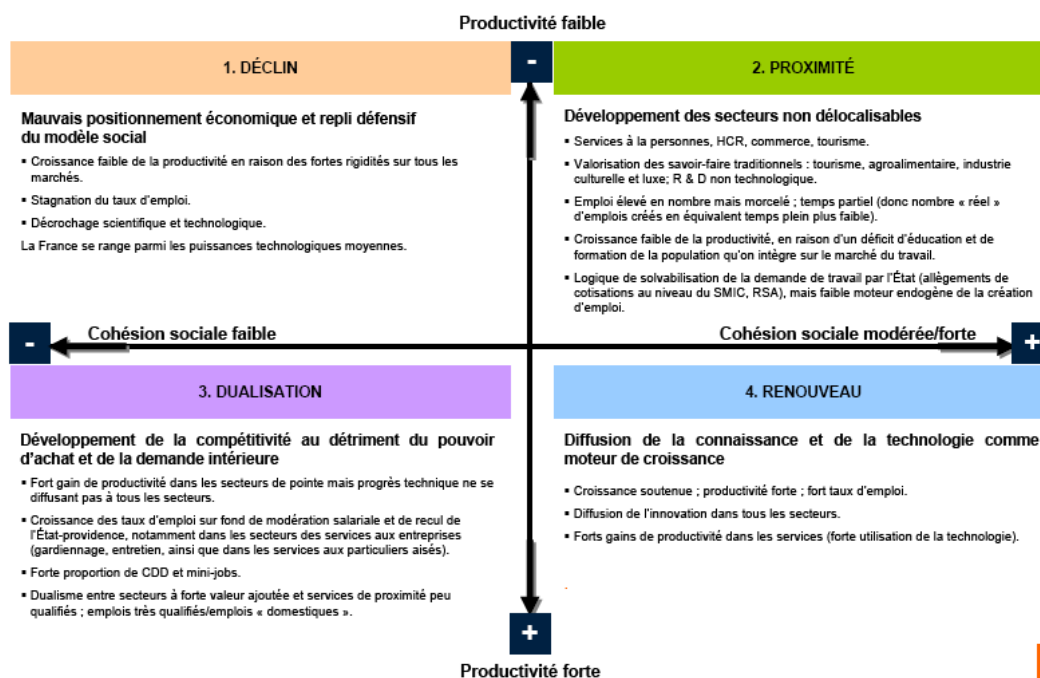 Productivité faible
-
1. DÉCLIN
Mauvais positionnement économique et repli défensif
du modèle social
▪ Croissance faible de la productivité en raison des fortes rigidités sur tous les
marchés.
▪ Stagnation du taux d'emploi.
▪ Décrochage scientifique et technologique.
La France se range parmi les puissances technologiques moyennes.
2. PROXIMITÉ
Développement des secteurs non délocalisables
▪ Services à la personnes, HCR, commerce, tourisme.
▪ Valorisation des savoir-faire traditionnels : tourisme, agroalimentaire, industrie
culturelle et luxe; R & D non technologique.
▪ Emploi élevé en nombre mais morcelé ; temps partiel (donc nombre « réel »
d'emplois créés en équivalent temps plein plus faible).
▪ Croissance faible de la productivité, en raison d'un déficit d'éducation et de
formation de la population qu'on intègre sur le marché du travail.
▪ Logique de solvabilisation de la demande de travail par l'État (allègements de
cotisations au niveau du SMIC, RSA), mais faible moteur endogène de la création
d'emploi.
-
Cohésion sociale faible
Cohésion sociale modérée/forte
+
3. DUALISATION
Développement de la compétitivité au détriment du pouvoir
d'achat et de la demande intérieure
▪ Fort gain de productivité dans les secteurs de pointe mais progrès technique ne se
diffusant pas à tous les secteurs.
▪ Croissance des taux d'emploi sur fond de modération salariale et de recul de
l'État-providence, notamment dans les secteurs des services aux entreprises
(gardiennage, entretien, ainsi que dans les services aux particuliers aisés).
▪ Forte proportion de CDD et mini-jobs.
▪ Dualisme entre secteurs à forte valeur ajoutée et services de proximité peu
qualifiés ; emplois très qualifiés/emplois « domestiques ».
4. RENOUVEAU
Diffusion de la connaissance et de la technologie comme
moteur de croissance
▪ Croissance soutenue ; productivité forte ; fort taux d'emploi.
▪ Diffusion de l'innovation dans tous les secteurs.
▪ Forts gains de productivité dans les services (forte utilisation de la technologie).
.
+
Productivité forte